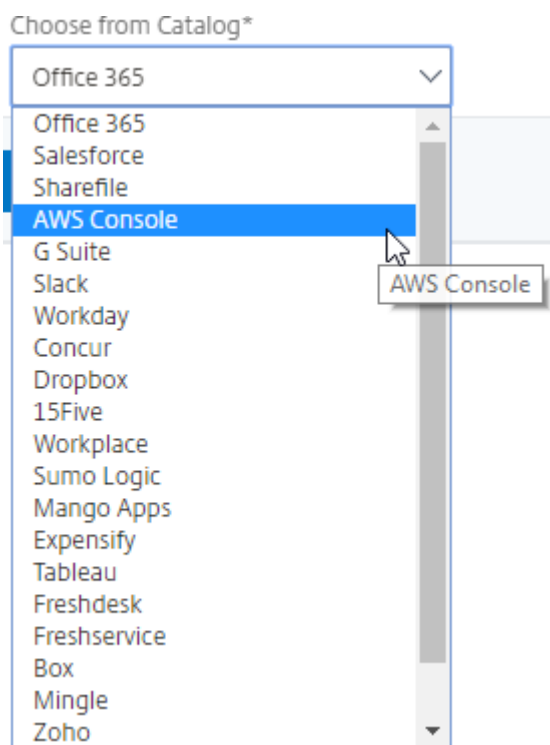 Choose from Catalog*
Office 365
Office 365
Salesforce
Sharefile
AWS Console
G Suite
Slack
AWS Console
Workday
Concur
Dropbox
15Five
Workplace
Sumo Logic
Mango Apps
Expensify
Tableau
Freshdesk
Freshservice
Box
Mingle
Zoho